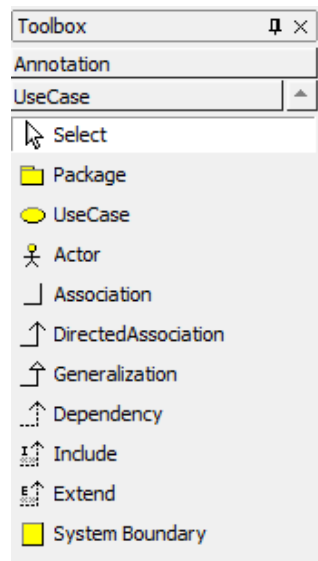 Toolbox
Annotation
UseCase
Select
Package
UseCase
Actor
Association
DirectedAssociation
Generalization
Dependency
Include
Extend
System Boundary